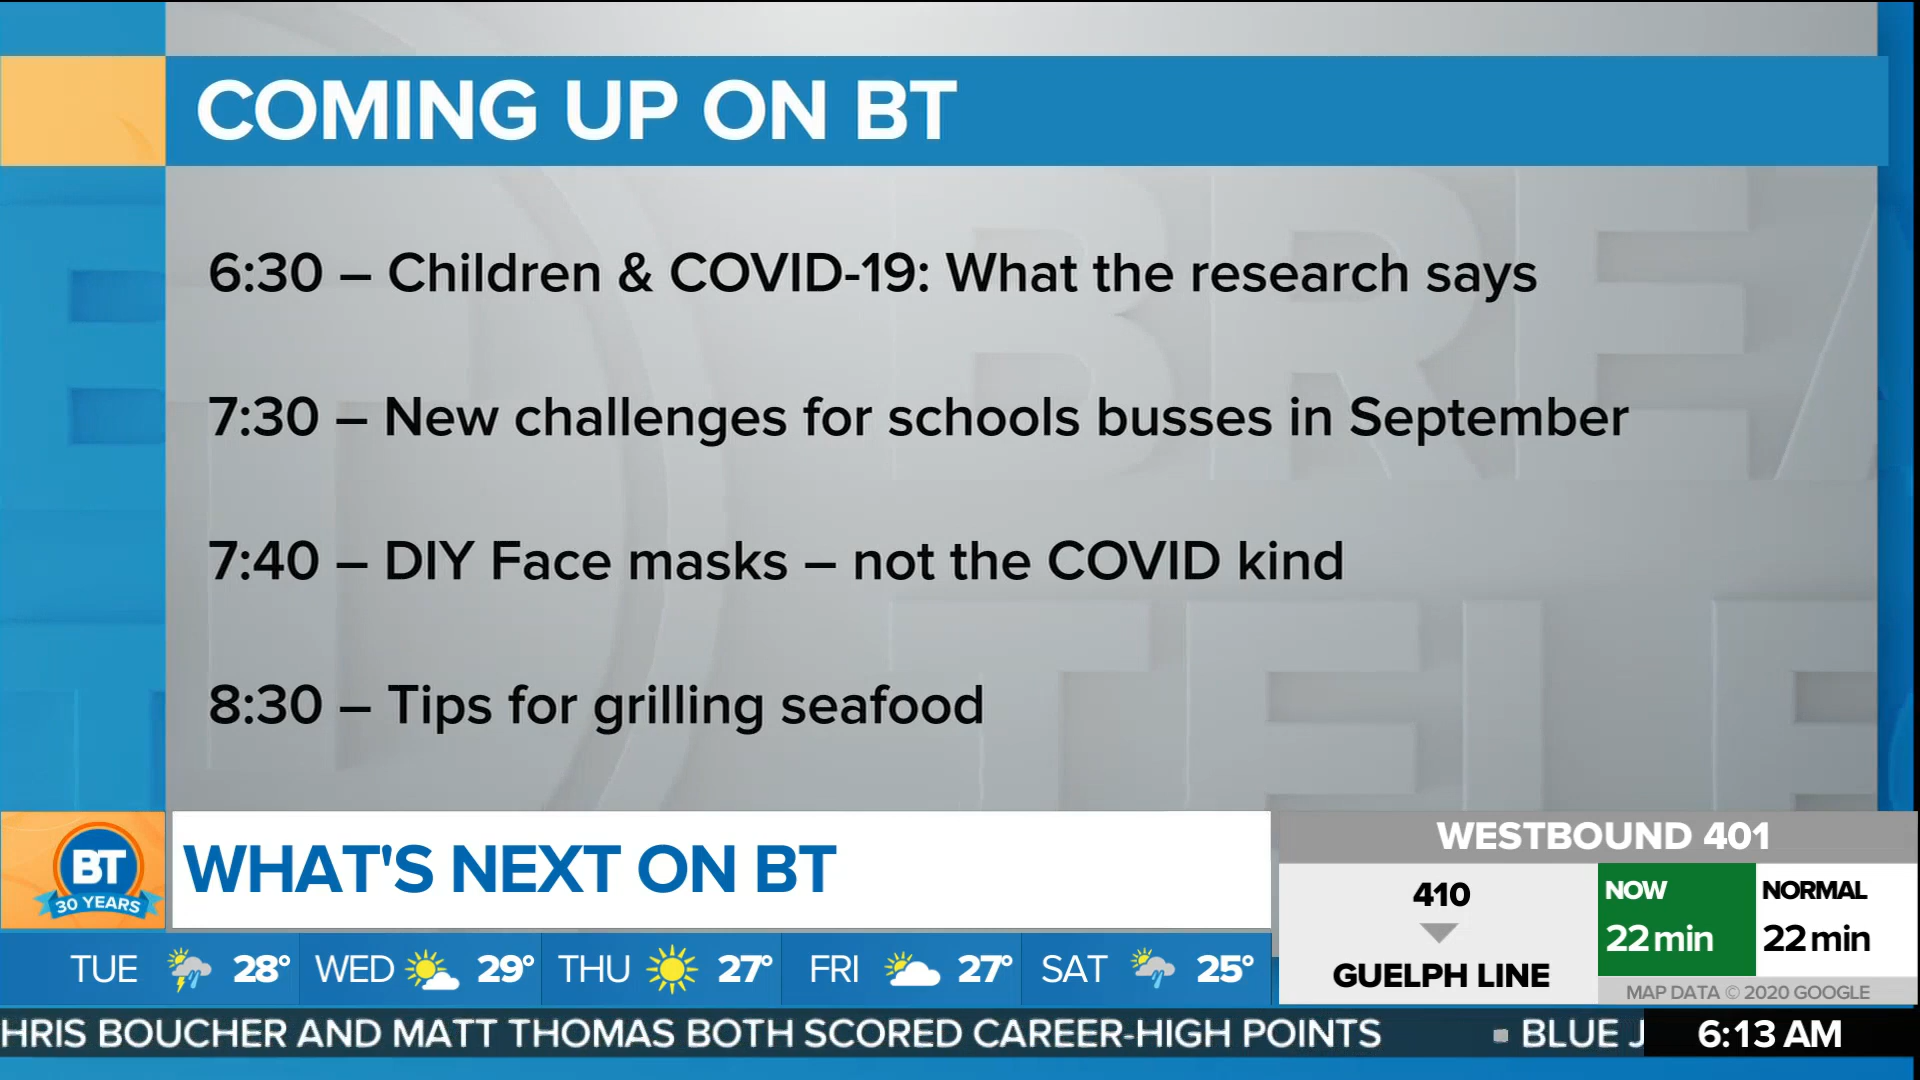 COMING UP ON BT
6:30 – Children & COVID-19: What the research says
7:30 – New challenges for schools busses in September
7:40 – DIY Face masks – not the COVID kind
8:30 – Tips for grilling seafood
BT
30 YEARS
WHAT'S NEXT ON BT
WESTBOUND 401
410
GUELPH LINE
NOW
22 min
NORMAL
22 min
MAP DATA © 2020 GOOGLE
TUE 28° WED 29° THU 27° FRI 27° SAT 25°
HRIS BOUCHER AND MATT THOMAS BOTH SCORED CAREER-HIGH POINTS ▪ BLUE J
6:13 AM